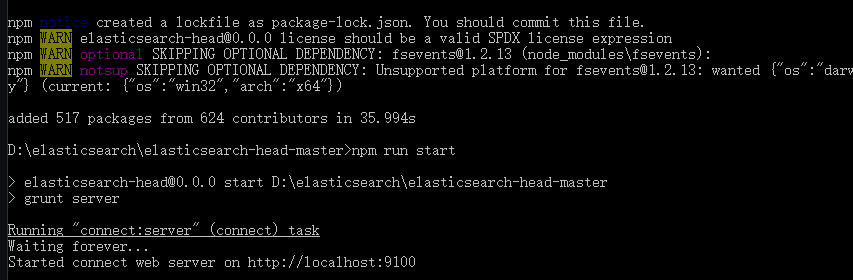 npm notice created a lockfile as package-lock.json. You should commit this file.
npm WARN elasticsearch-head@0.0.0 license should be a valid SPDX license expression
npm WARN optional SKIPPING OPTIONAL DEPENDENCY: fsevents@1.2.13 (node_modules\fsevents):
npm WARN notsup SKIPPING OPTIONAL DEPENDENCY: Unsupported platform for fsevents@1.2.13: wanted {"os":"darw
y"} (current: {"os":"win32","arch":"x64"})
added 517 packages from 624 contributors in 35.994s
D:\elasticsearch\elasticsearch-head-master>npm run start
> elasticsearch-head@0.0.0 start D:\elasticsearch\elasticsearch-head-master
> grunt server
Running "connect:server" (connect) task
Waiting forever...
Started connect web server on http://localhost:9100